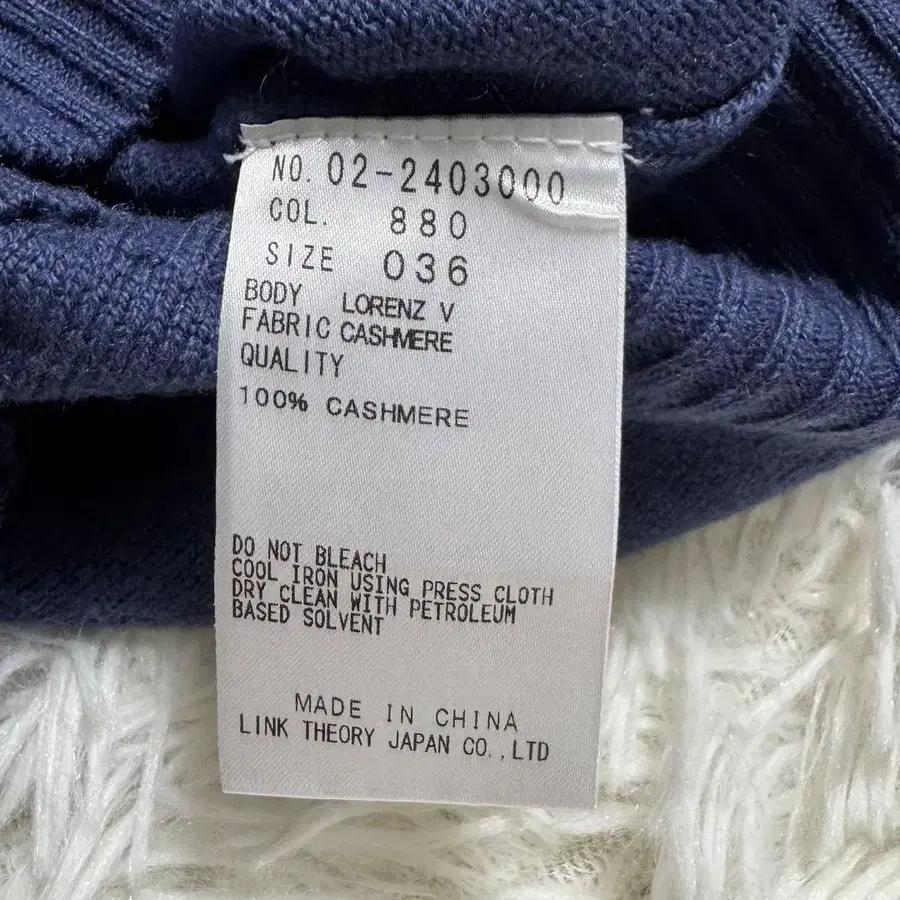 NO. 02-2403000
COL. 880
SIZE 036
BODY LORENZ V
FABRIC CASHMERE
QUALITY
100% CASHMERE
DO NOT BLEACH
COOL IRON USING PRESS CLOTH
DRY CLEAN WITH PETROLEUM
BASED SOLVENT
MADE IN CHINA
LINK THEORY JAPAN CO.,LTD